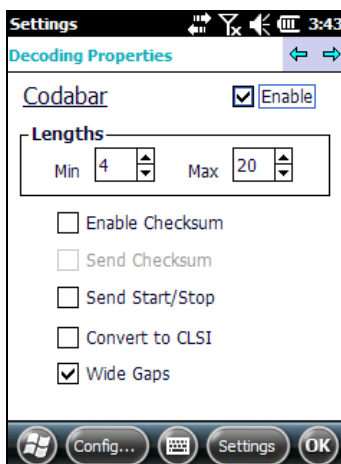 Settings 3:43
Decoding Properties
Codabar Enable
Lengths
Min 4 Max 20
Enable Checksum
Send Checksum
Send Start/Stop
Convert to CLSI
Wide Gaps
Config... Settings OK